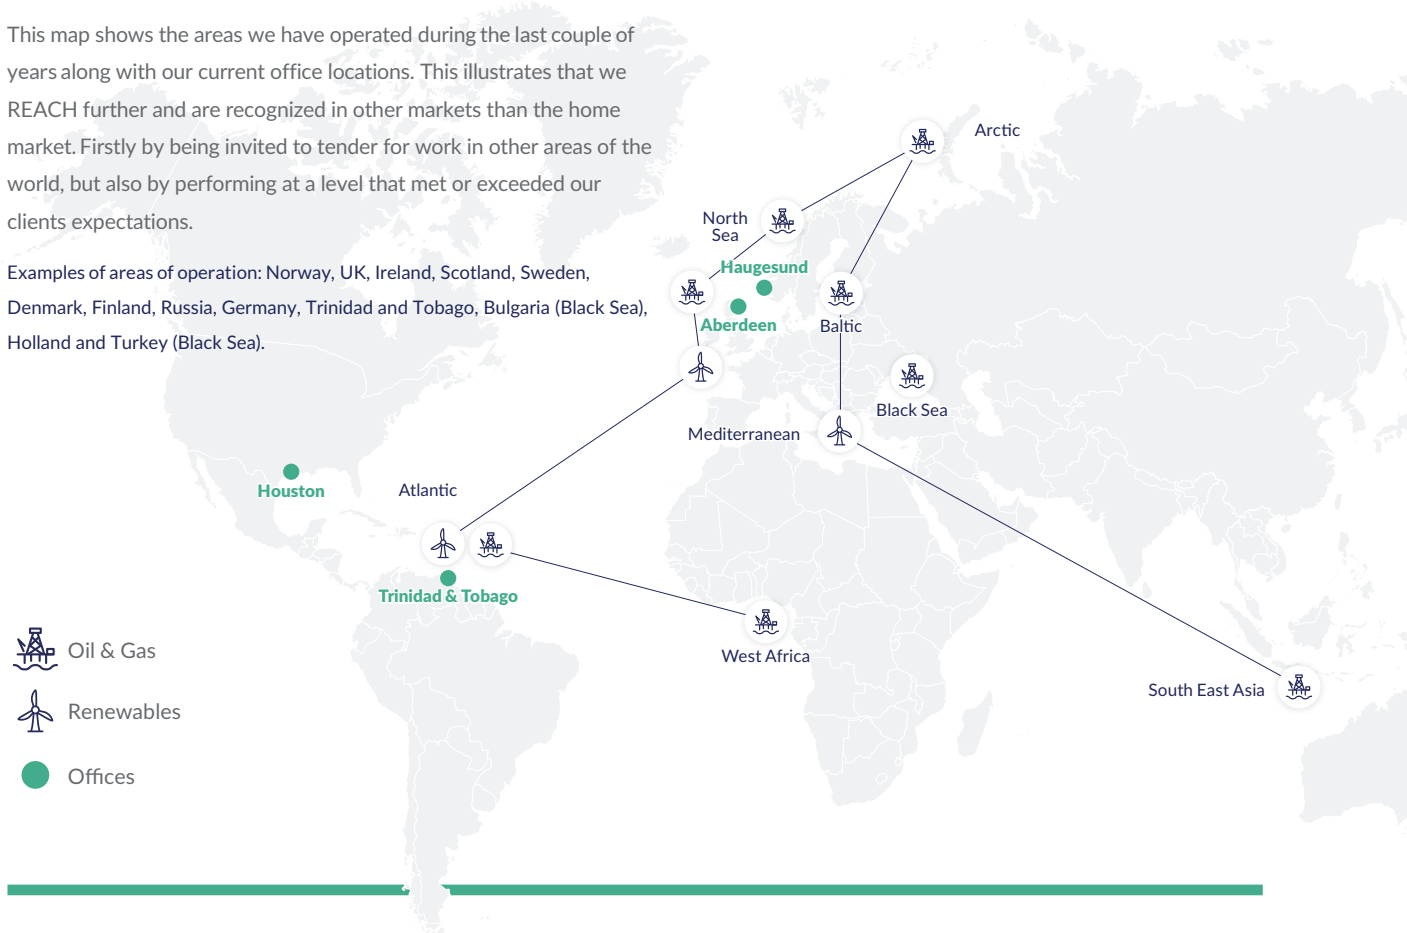 This map shows the areas we have operated during the last couple of
years along with our current office locations. This illustrates that we
REACH further and are recognized in other markets than the home
market. Firstly by being invited to tender for work in other areas of the
world, but also by performing at a level that met or exceeded our
clients expectations.
Examples of areas of operation: Norway, UK, Ireland, Scotland, Sweden,
Denmark, Finland, Russia, Germany, Trinidad and Tobago, Bulgaria (Black Sea),
Holland and Turkey (Black Sea).
Arctic
North
Sea
Haugesund
Aberdeen
Baltic
Black Sea
Mediterranean
Houston
Atlantic
Trinidad & Tobago
West Africa
South East Asia
Oil & Gas
Renewables
Offices